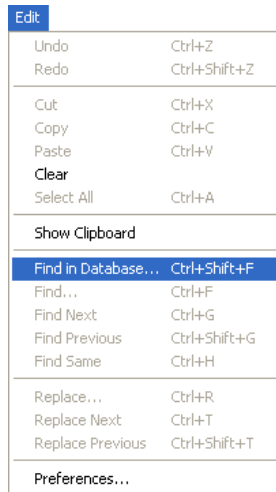 Edit
Undo Ctrl+Z
Redo Ctrl+Shift+Z
Cut Ctrl+X
Copy Ctrl+C
Paste Ctrl+V
Clear
Select All Ctrl+A
Show Clipboard
Find in Database... Ctrl+Shift+F
Find... Ctrl+F
Find Next Ctrl+G
Find Previous Ctrl+Shift+G
Find Same Ctrl+H
Replace... Ctrl+R
Replace Next Ctrl+T
Replace Previous Ctrl+Shift+T
Preferences...